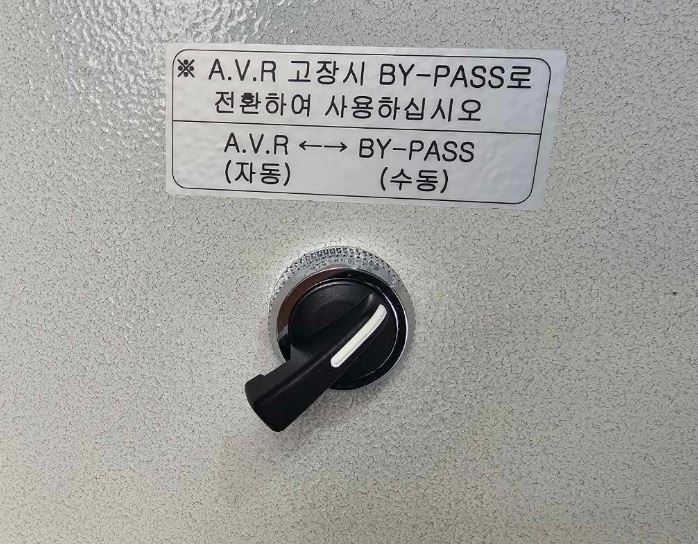 ※ A.V.R 고장시 BY-PASS로
전환하여 사용하십시오
A.V.R ←→ BY-PASS
(자동) (수동)